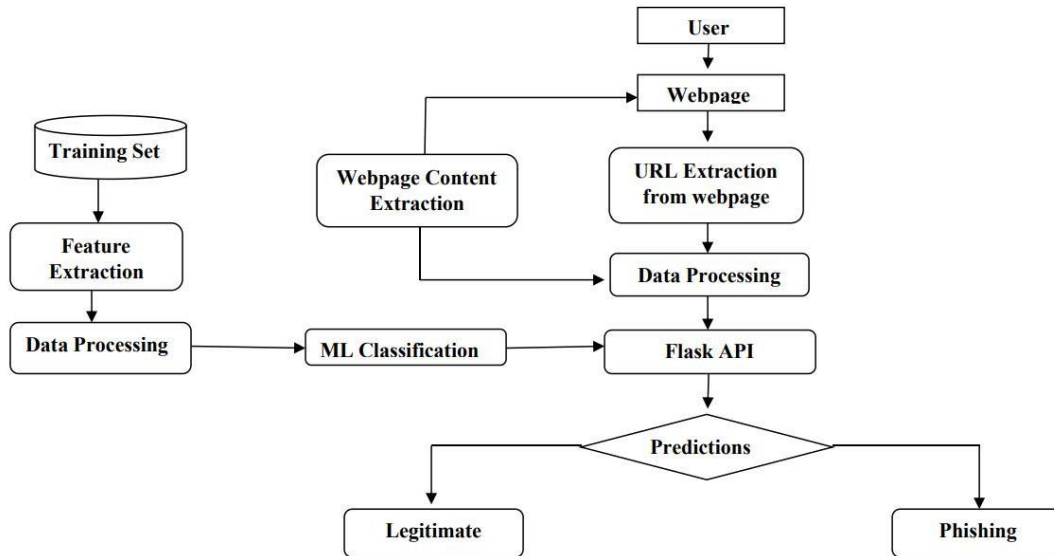 User
Webpage
Training Set
Webpage Content
Extraction
URL Extraction
from webpage
Feature
Extraction
Data Processing
Data Processing
ML Classification
Flask API
Predictions
Legitimate
Phishing